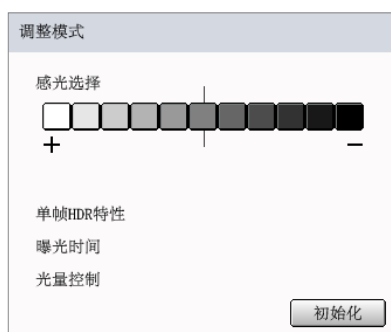 调整模式
感光选择
+ −
单帧HDR特性
曝光时间
光量控制
初始化